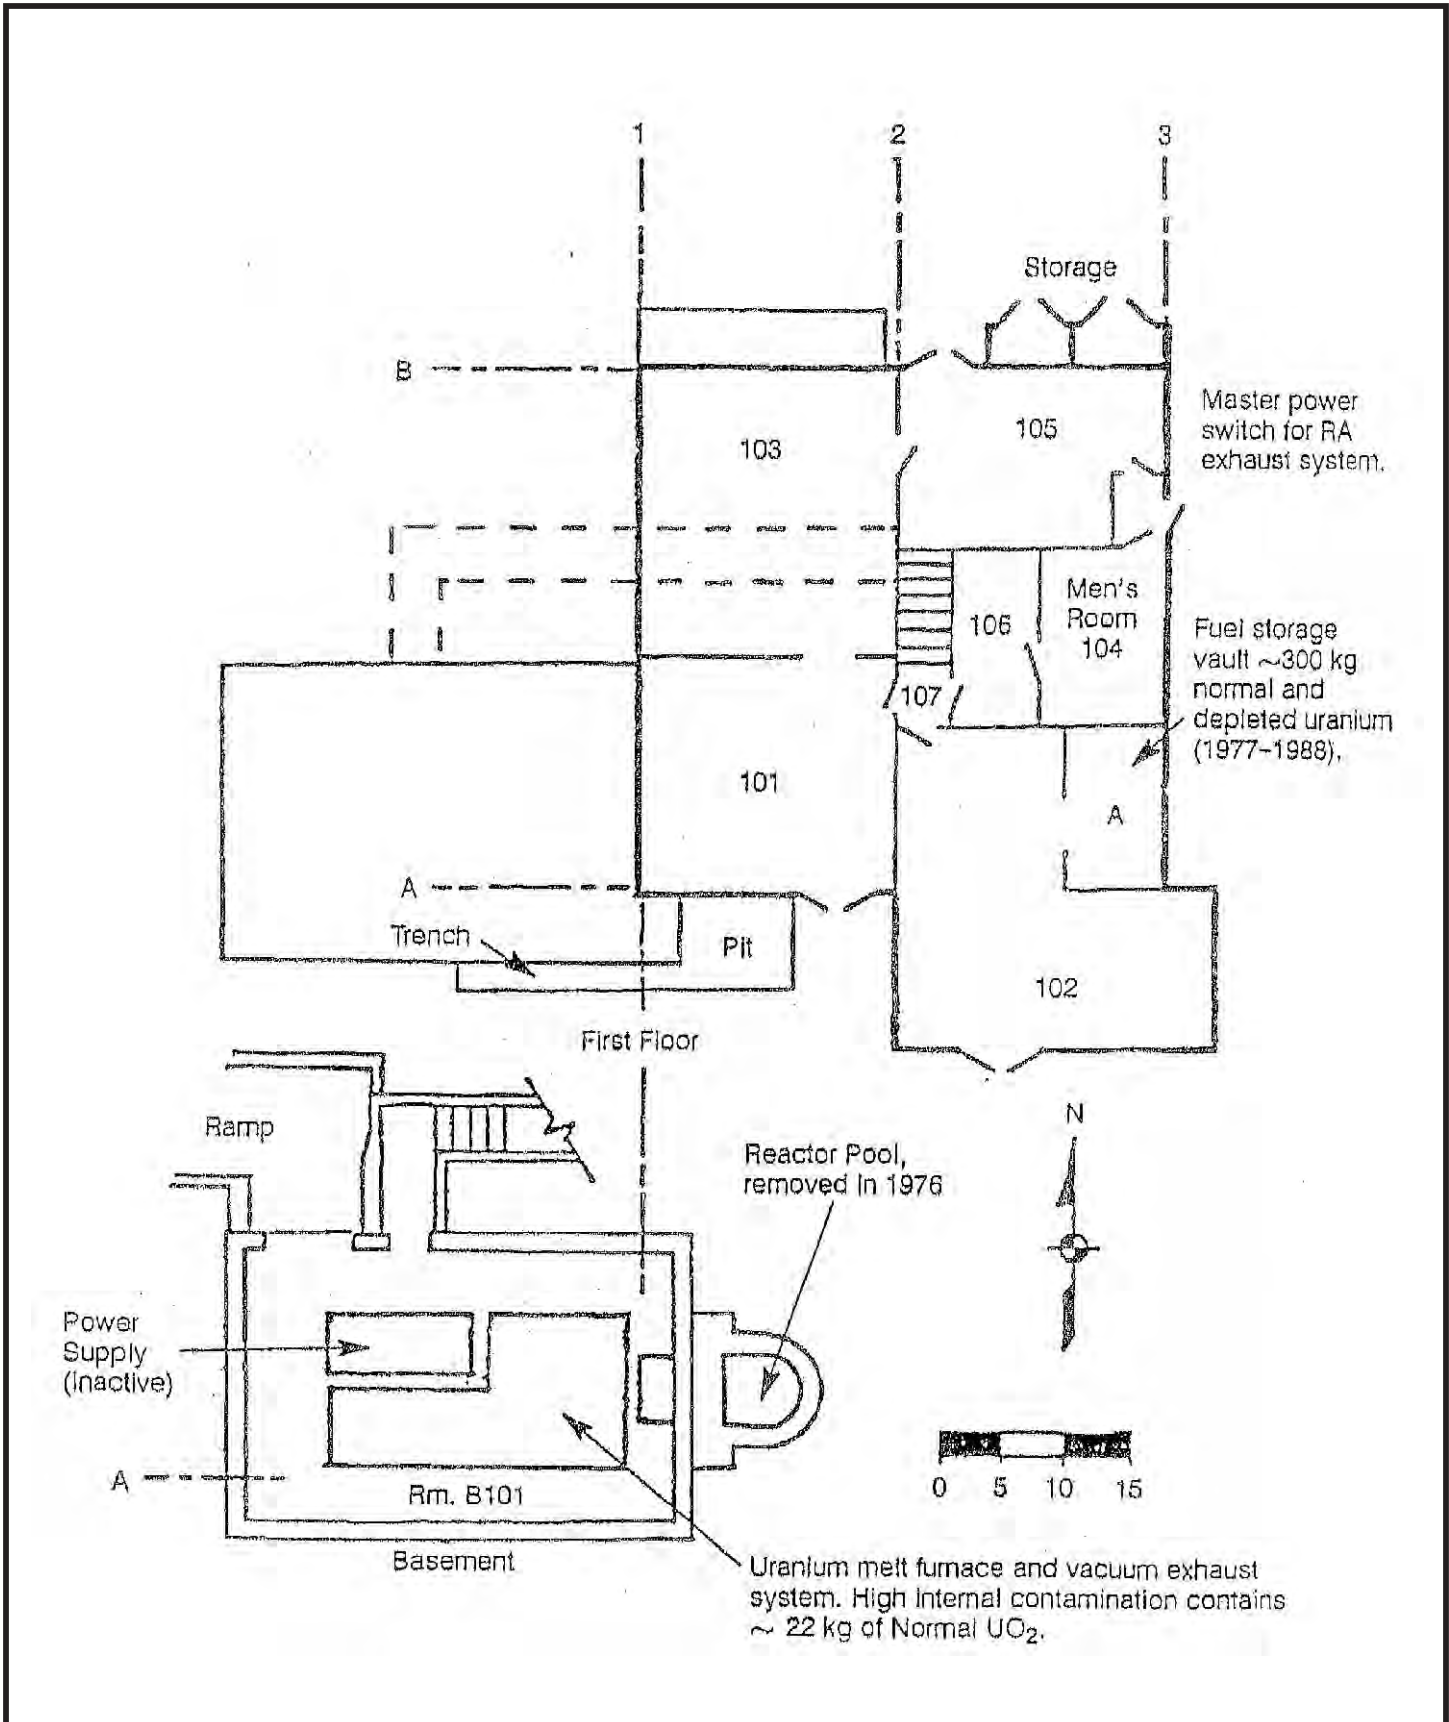 1
2
3
Storage
B
Master power
switch for RA
exhaust system.
103
105
Men's
Room
104
106
107
Fuel storage
vault ~300 kg
normal and
depleted uranium
(1977-1988).
101
A
A
Trench
Pit
102
First Floor
N
Ramp
Reactor Pool,
removed in 1976
Power
Supply
(Inactive)
A
Rm. B101
Basement
0 5 10 15
Uranium melt furnace and vacuum exhaust
system. High internal contamination contains
~ 22 kg of Normal UO₂.